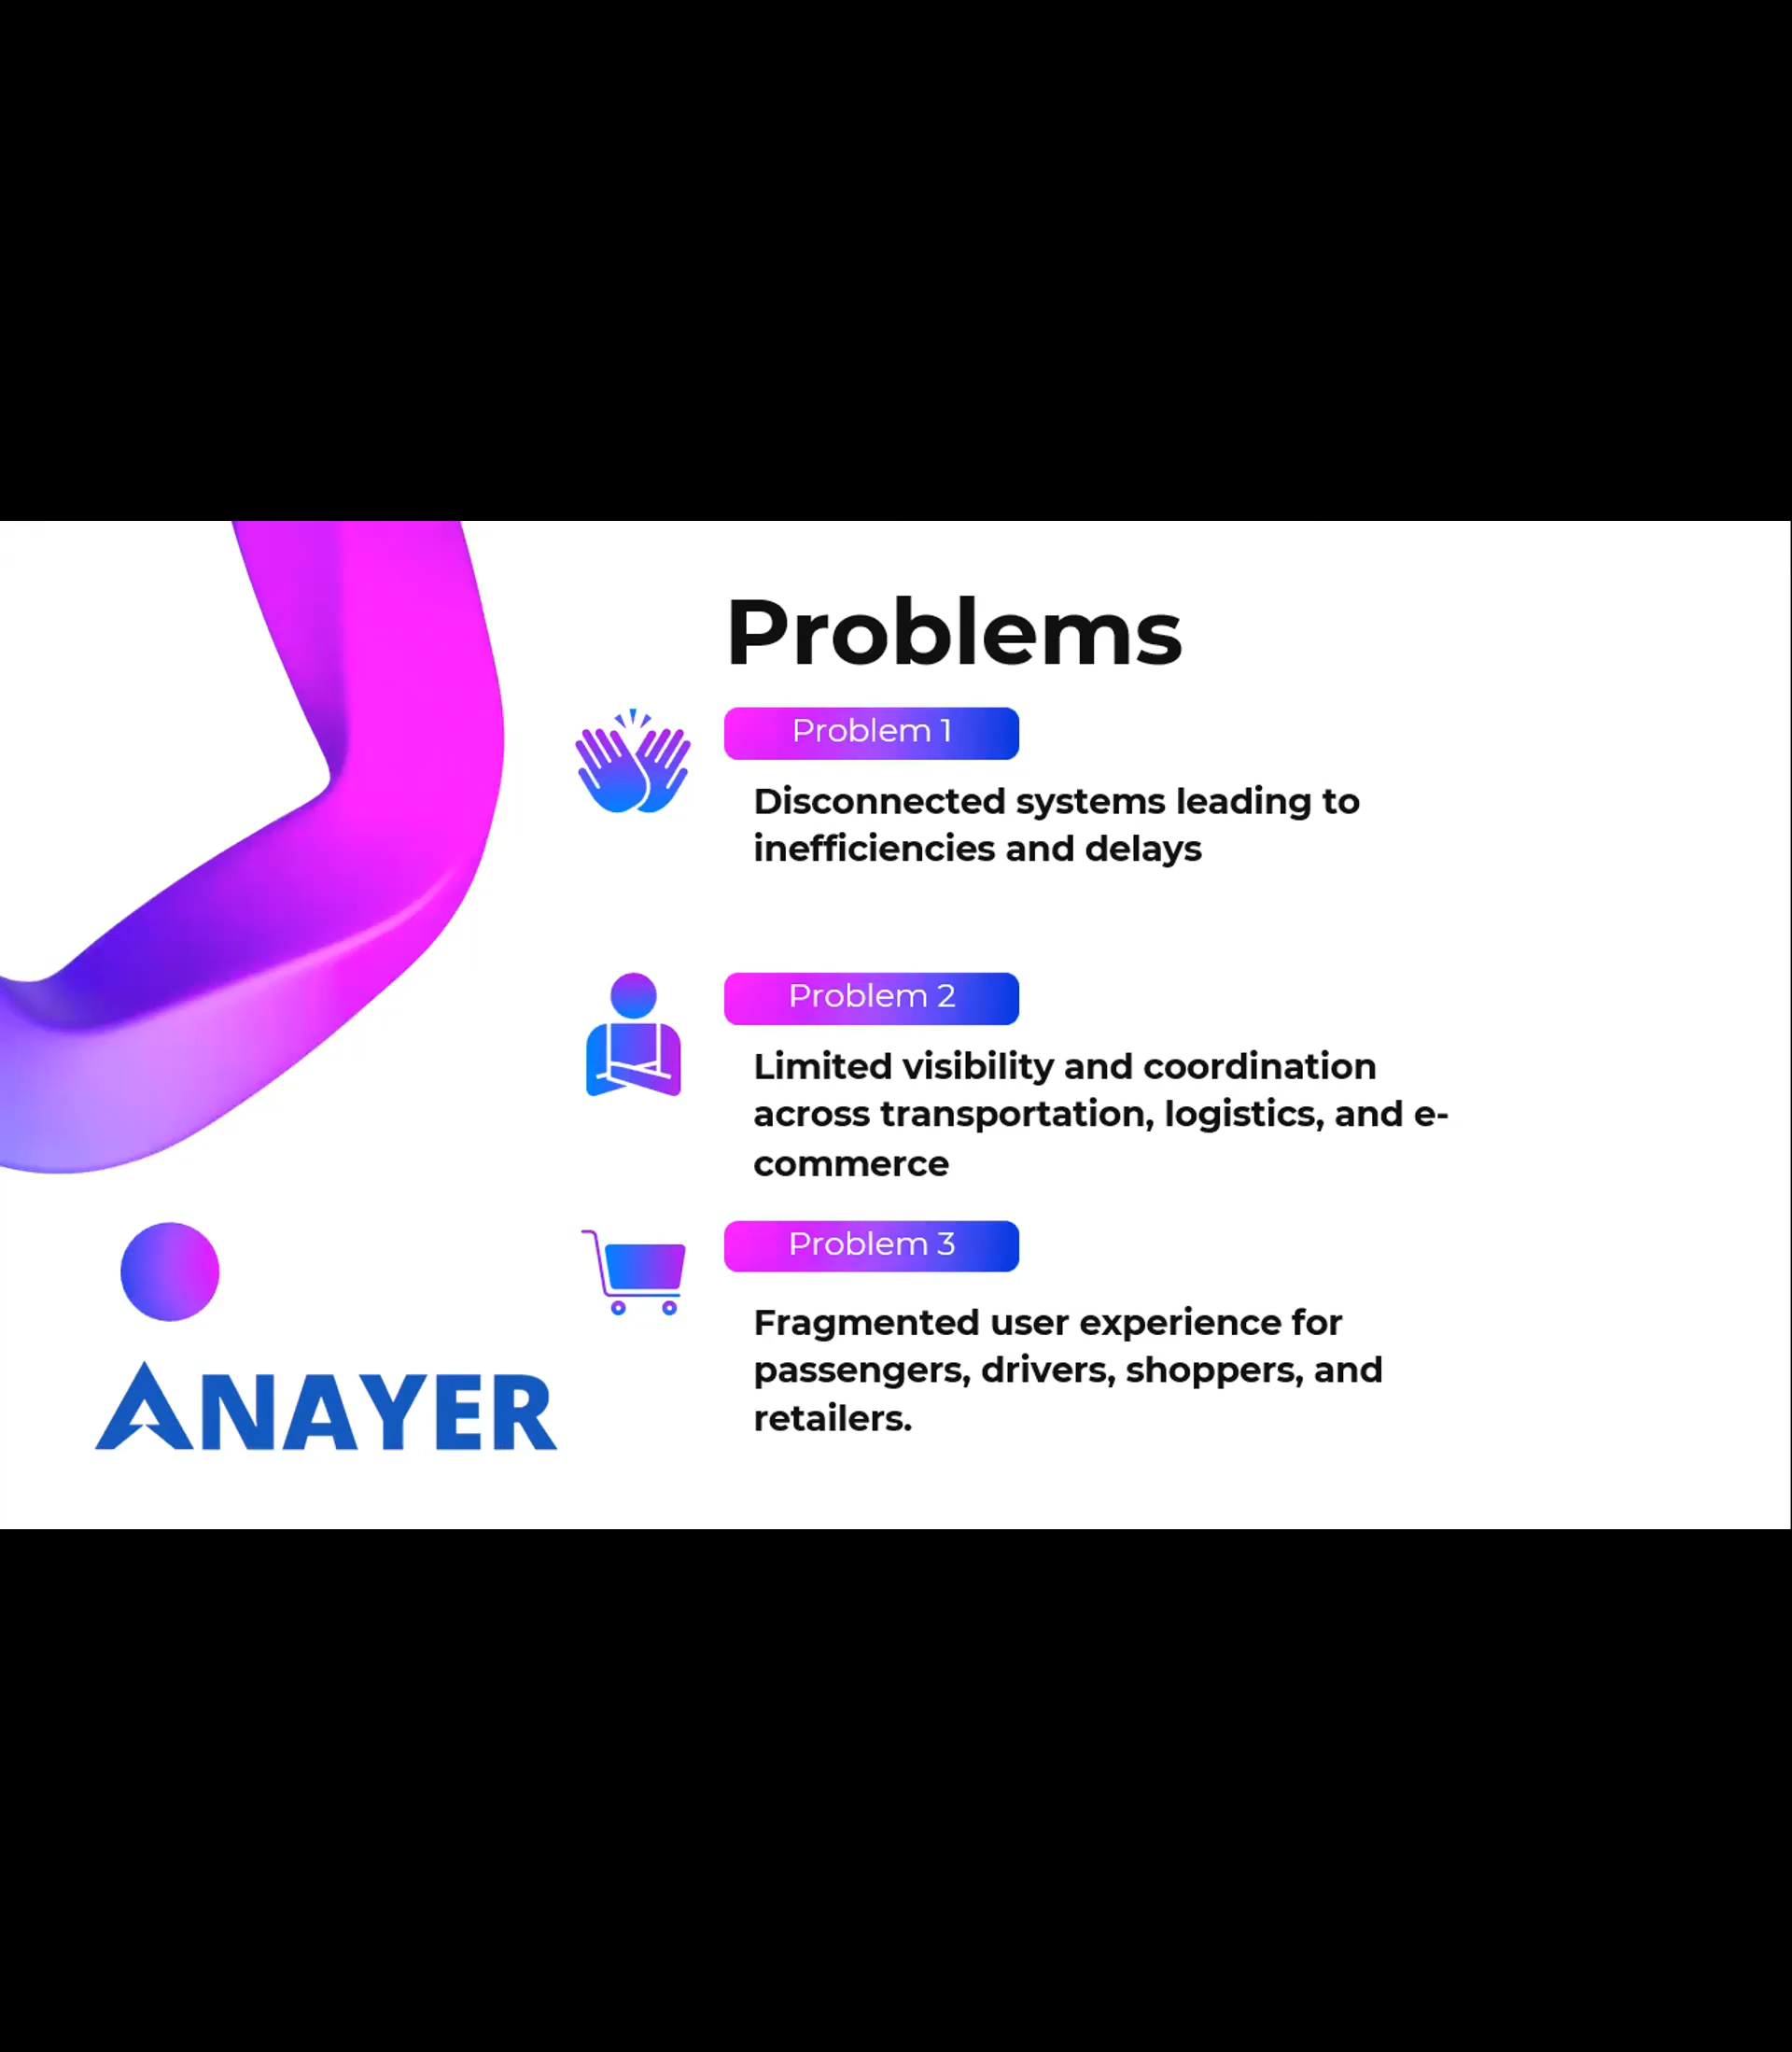 Problems
Problem 1
Disconnected systems leading to
inefficiencies and delays
Problem 2
Limited visibility and coordination
across transportation, logistics, and e-
commerce
Problem 3
Fragmented user experience for
passengers, drivers, shoppers, and
retailers.
ANAYER